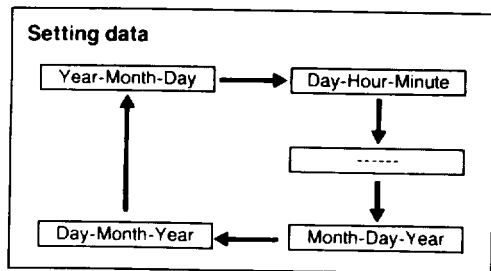 Setting data
Year-Month-Day
Day-Hour-Minute
------
Day-Month-Year
Month-Day-Year